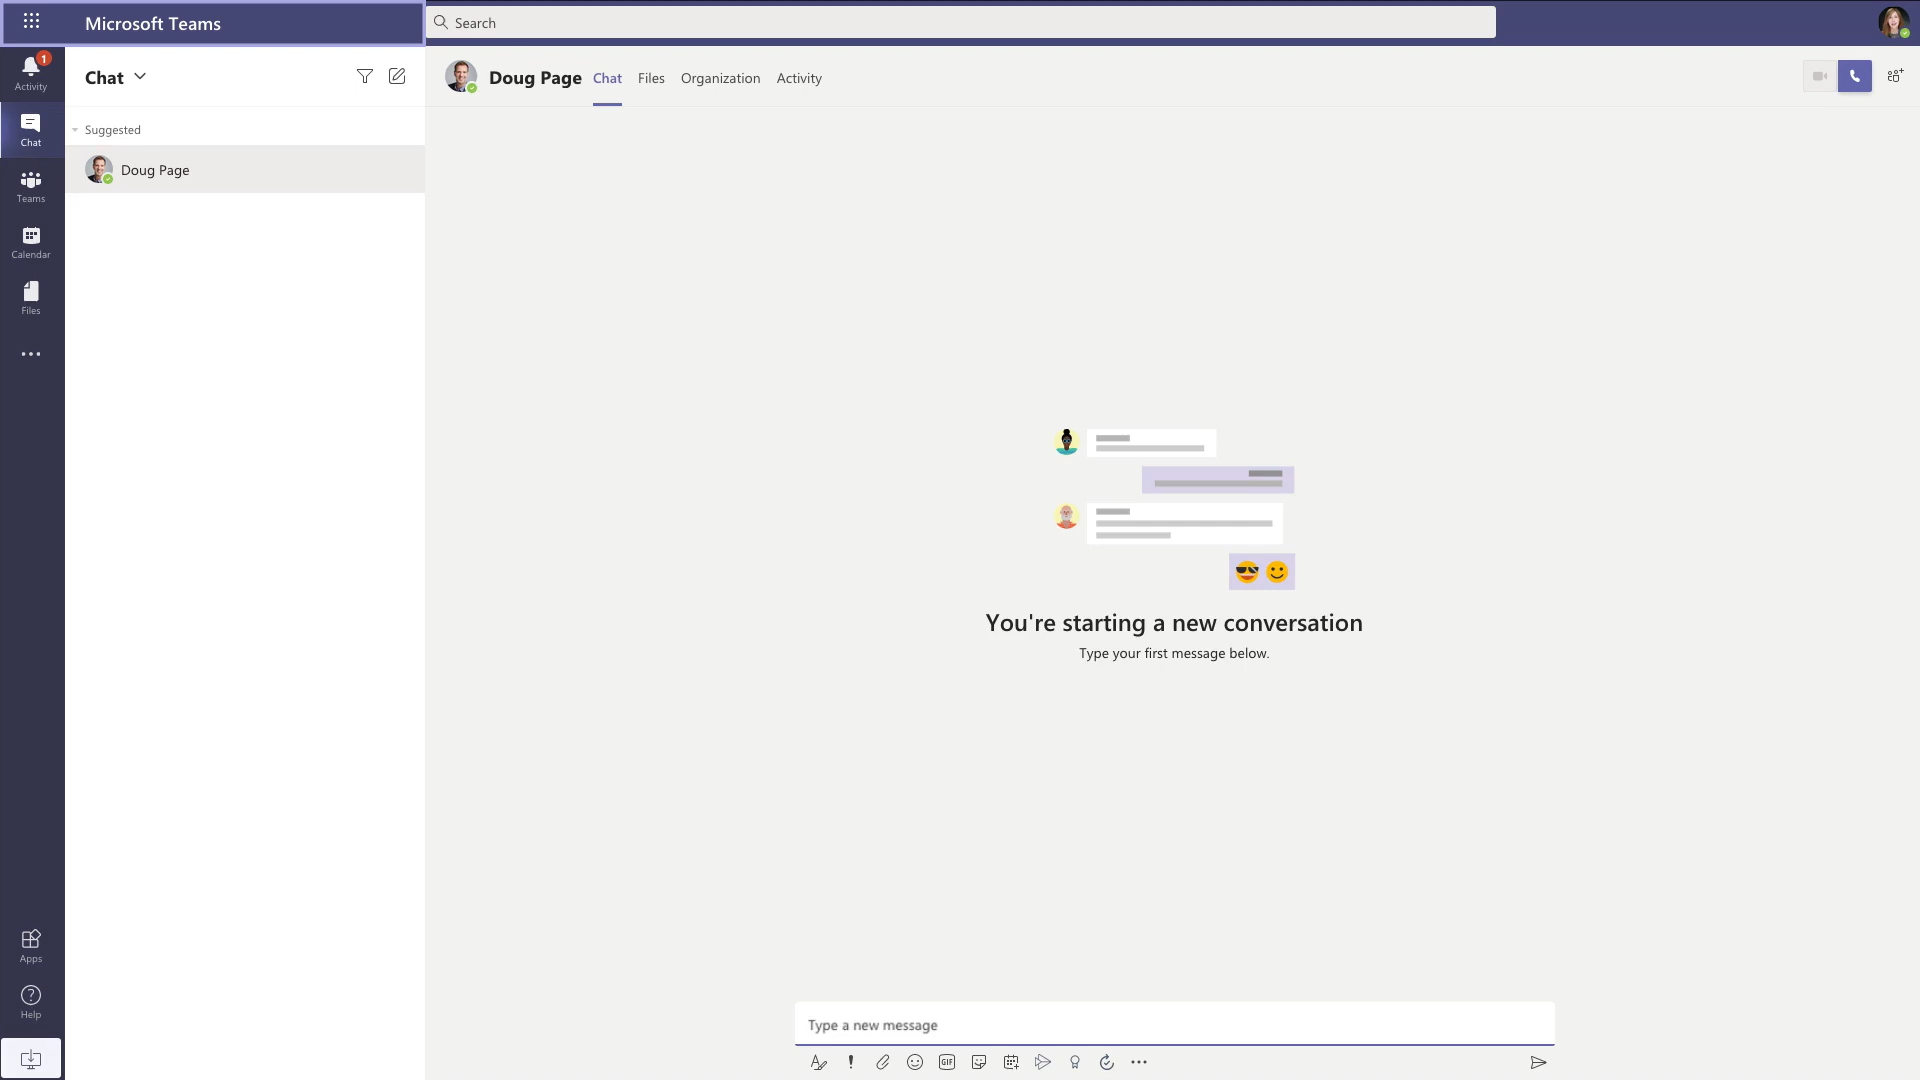 Microsoft Teams
Search
1
Activity
Chat
Teams
Calendar
Files
Apps
Help
Chat
Suggested
Doug Page
Doug Page
Chat
Files
Organization
Activity
You're starting a new conversation
Type your first message below.
Type a new message
GIF